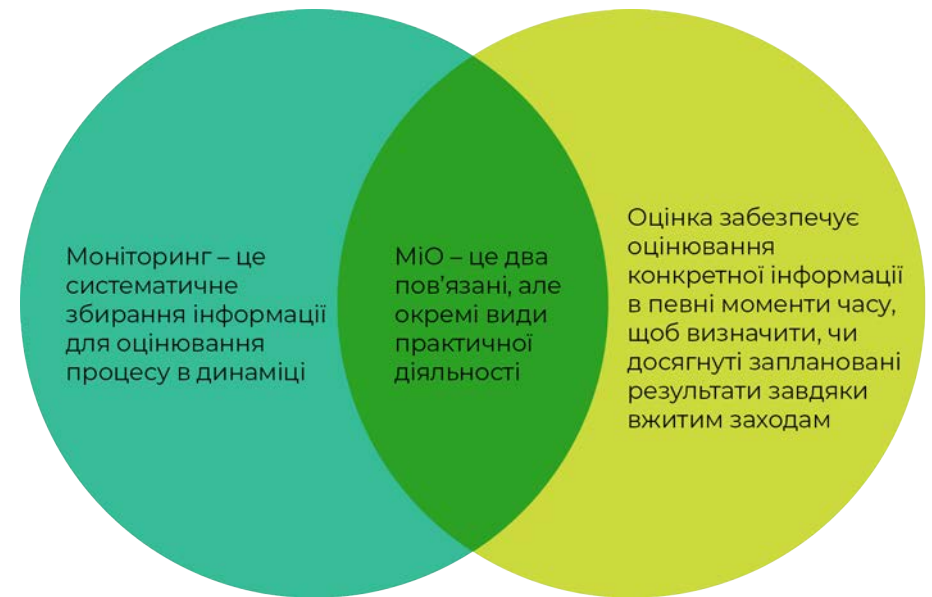 Моніторинг – це
систематичне
збирання інформації
для оцінювання
процесу в динаміці
МіО – це два
пов’язані, але
окремі види
практичної
діяльності
Оцінка забезпечує
оцінювання
конкретної інформації
в певні моменти часу,
щоб визначити, чи
досягнуті заплановані
результати завдяки
вжитим заходам